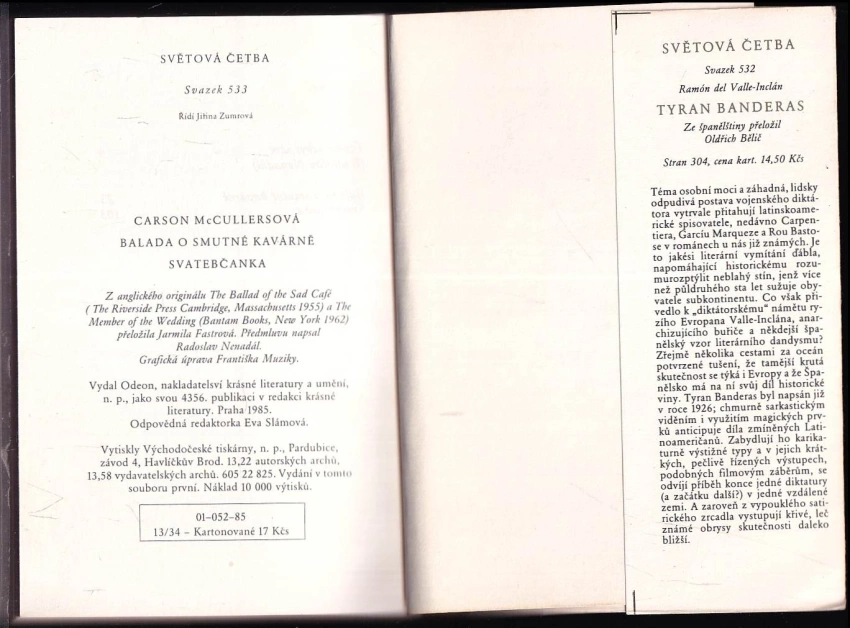 SVĚTOVÁ ČETBA
Svazek 533
Řídí Jiřina Zumrová
CARSON McCULLERSOVÁ
BALADA O SMUTNÉ KAVÁRNĚ
SVATEBČANKA
Z anglického originálu The Ballad of the Sad Café
( The Riverside Press Cambridge, Massachusetts 1955) a The
Member of the Wedding (Bantam Books, New York 1962)
přeložila Jarmila Fastrová. Předmluvu napsal
Radoslav Nenadál.
Grafická úprava Františka Muziky.
Vydal Odeon, nakladatelsví krásné literatury a umění,
n. p., jako svou 4356. publikaci v redakci krásné
literatury. Praha 1985.
Odpovědná redaktorka Eva Slámová.
Vytiskly Východočeské tiskárny, n. p., Pardubice,
závod 4, Havlíčkův Brod. 13,22 autorských archů,
13,58 vydavatelských archů. 605 22 825. Vydání v tomto
souboru první. Náklad 10 000 výtisků.
01–052–85
13/34 – Kartonované 17 Kčs
SVĚTOVÁ ČETBA
Svazek 532
Ramón del Valle-Inclán
TYRAN BANDERAS
Ze španělštiny přeložil
Oldřich Bělič
Stran 304, cena kart. 14,50 Kčs
Téma osobní moci a záhadná, lidsky
odpudivá postava vojenského diktá-
tora vytrvale přitahují latinskoame-
rické spisovatele, nedávno Carpen-
tiera, Garcíu Marqueze a Rou Basto-
se v románech u nás již známých. Je
to jakési literární vymítání ďábla,
napomáhající historickému rozu-
murozptýlit neblahý stín, jenž více
než půldruhého sta let sužuje oby-
vatele subkontinentu. Co však při-
vedlo k „diktátorskému“ námětu ry-
zího Evropana Valle-Inclána, anar-
chizujícího buřiče a někdejší špa-
nělský vzor literárního dandysmu?
Zřejmě několika cestami za oceán
potvrzené tušení, že tamější krutá
skutečnost se týká i Evropy a že Špa-
nělsko má na ní svůj díl historické
viny. Tyran Banderas byl napsán již
v roce 1926; chmurně sarkastickým
viděním i využitím magických prv-
ků anticipuje díla zmíněných Lati-
noameričanů. Zabydlují ho karika-
turně výstižné typy a v jejich krát-
kých, pečlivě řízených výstupech,
podobných filmovým záběrům, se
odvíjí příběh konce jedné diktatury
(a začátku další?) v jedné vzdálené
zemi. A zároveň z vypouklého sati-
rického zrcadla vystupují křivé, leč
známé obrysy skutečnosti daleko
bližší.